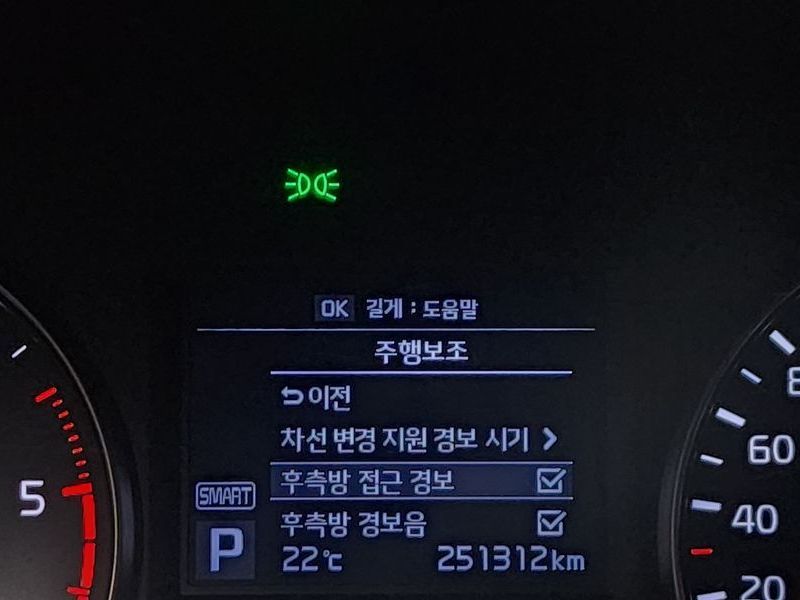 OK 길게 : 도움말
주행보조
이전
차선 변경 지원 경보 시기
후측방 접근 경보
SMART
후측방 경보음
P
22℃ 251312km
5
8
60
40
20